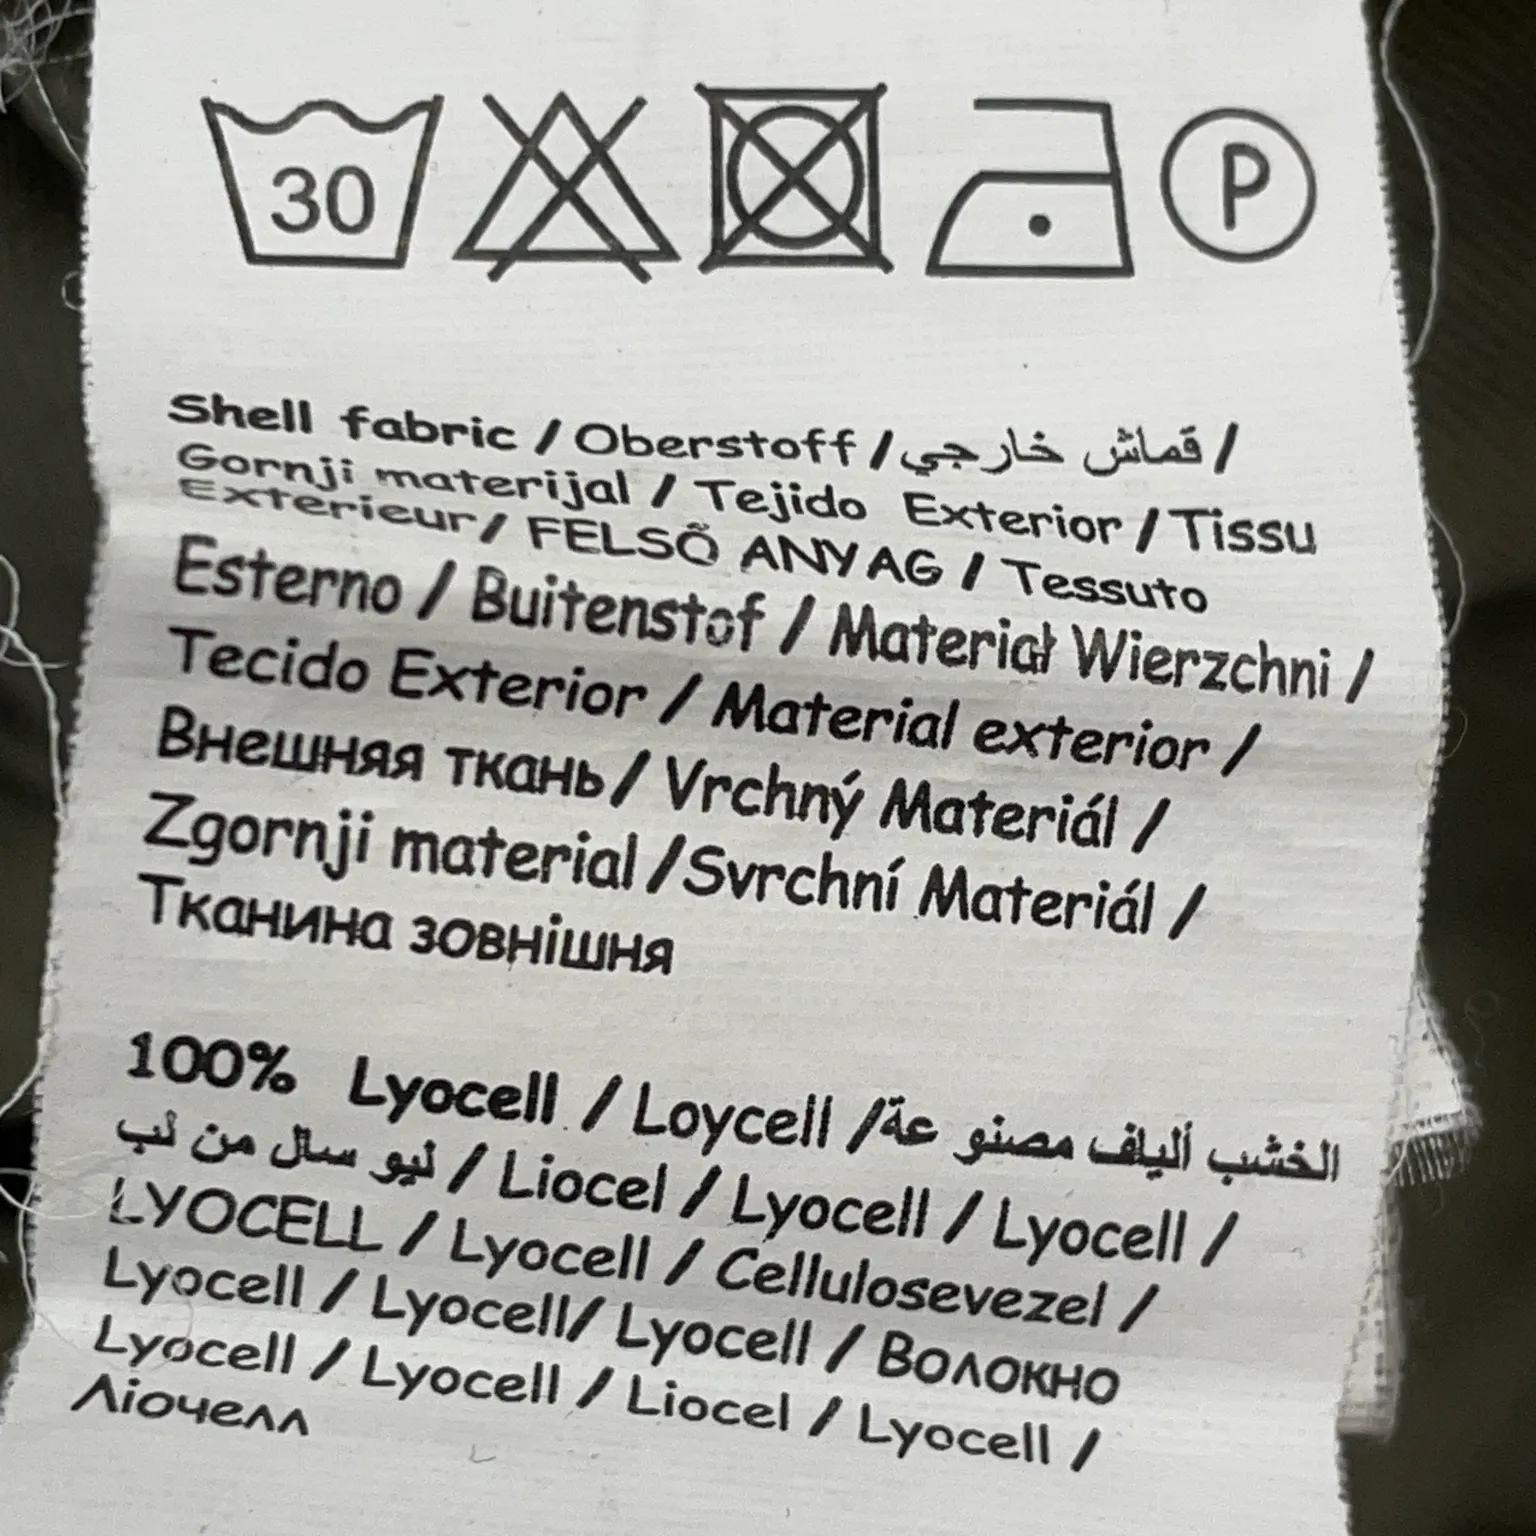 30 P
Shell fabric / Oberstoff / قماش خارجي /
Gornji materijal / Tejido Exterior / Tissu
Exterieur / FELSÕ ANYAG / Tessuto
Esterno / Buitenstof / Materiał Wierzchni /
Tecido Exterior / Material exterior /
Внешняя ткань / Vrchný Materiál /
Zgornji material / Svrchní Materiál /
Тканина зовнішня
100% Lyocell / Loycell / الخشب ألياف مصنو عة
ليو سال من لب / Liocel / Lyocell / Lyocell /
LYOCELL / Lyocell / Cellulosevezel /
Lyocell / Lyocell / Lyocell / Волокно
Lyocell / Lyocell / Liocel / Lyocell /
Ліочелл